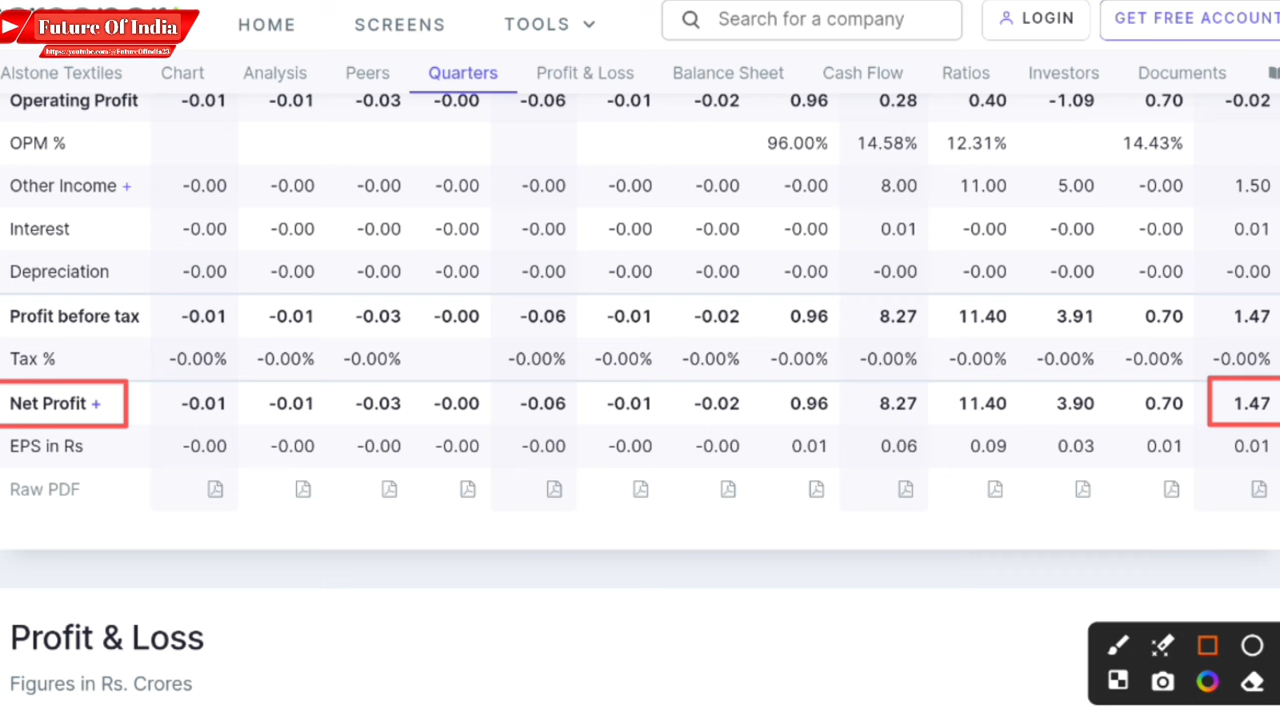 Future Of India
https:youtube.com/@FutureOfIndia23
HOME SCREENS TOOLS Search for a company LOGIN GET FREE ACCOUNT
Alstone Textiles Chart Analysis Peers Quarters Profit & Loss Balance Sheet Cash Flow Ratios Investors Documents
Operating Profit -0.01 -0.01 -0.03 -0.00 -0.06 -0.01 -0.02 0.96 0.28 0.40 -1.09 0.70 -0.02
OPM % 96.00% 14.58% 12.31% 14.43%
Other Income + -0.00 -0.00 -0.00 -0.00 -0.00 -0.00 -0.00 -0.00 8.00 11.00 5.00 -0.00 1.50
Interest -0.00 -0.00 -0.00 -0.00 -0.00 -0.00 -0.00 -0.00 0.01 -0.00 -0.00 -0.00 0.01
Depreciation -0.00 -0.00 -0.00 -0.00 -0.00 -0.00 -0.00 -0.00 -0.00 -0.00 -0.00 -0.00 -0.00
Profit before tax -0.01 -0.01 -0.03 -0.00 -0.06 -0.01 -0.02 0.96 8.27 11.40 3.91 0.70 1.47
Tax % -0.00% -0.00% -0.00% -0.00% -0.00% -0.00% -0.00% -0.00% -0.00% -0.00% -0.00% -0.00%
Net Profit + -0.01 -0.01 -0.03 -0.00 -0.06 -0.01 -0.02 0.96 8.27 11.40 3.90 0.70 1.47
EPS in Rs -0.00 -0.00 -0.00 -0.00 -0.00 -0.00 -0.00 0.01 0.06 0.09 0.03 0.01 0.01
Raw PDF
Profit & Loss
Figures in Rs. Crores